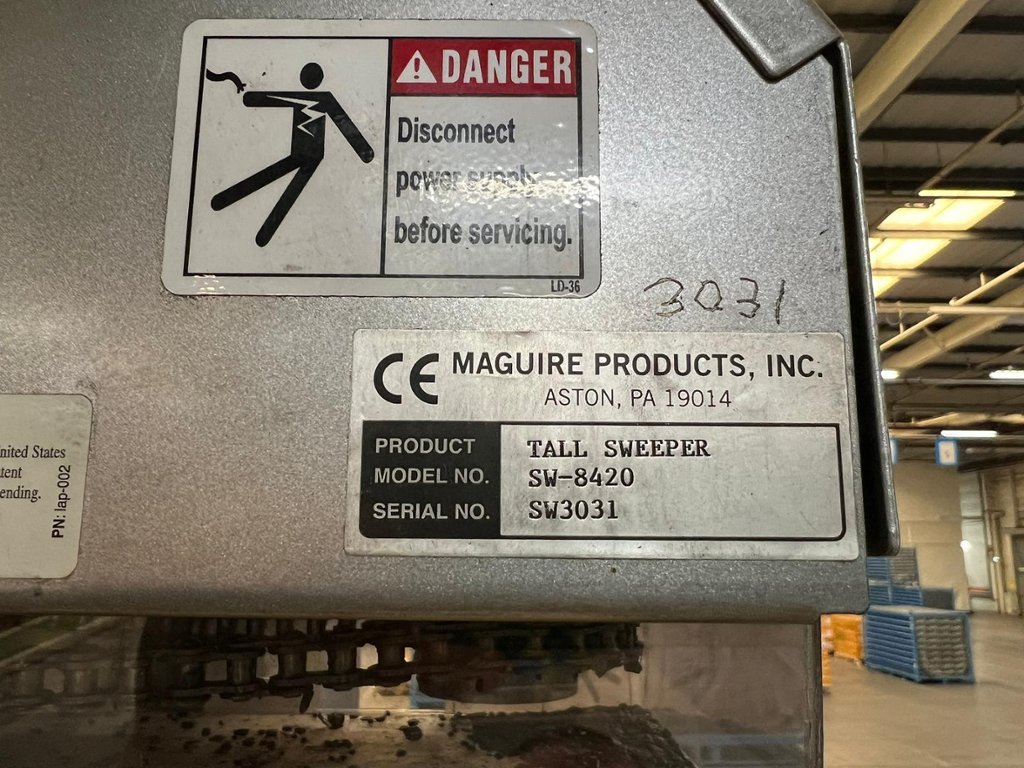 DANGER
Disconnect
power supply
before servicing.
LD-36
3031
CE MAGUIRE PRODUCTS, INC.
ASTON, PA 19014
PRODUCT TALL SWEEPER
MODEL NO. SW-8420
SERIAL NO. SW3031
nited States
tent
ending.
PN: lap-002